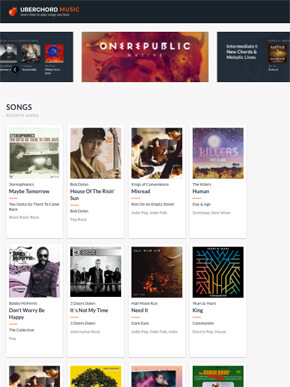 UBERCHORD MUSIC
learn how to play songs you love
ONEREPUBLIC
NATIVE
Intermediate I:
New Chords &
Melodic Lines
SONGS
RECENTLY ADDED
STEREOPHONICS
Stereophonics
Maybe Tomorrow
You Gotta Go There To Come
Back
Blues Rock, Rock
Bob Dylan
House Of The Risin'
Sun
Bob Dylan
Pop Rock
Kings of Convenience
Misread
Riot On An Empty Street
Indie Pop, Indie Folk
KILLERS
The Killers
Human
Day & Age
Synthpop, New Wave
Bobby McFerrin
Don't Worry Be
Happy
The Collection
Pop
3 Doors Down
It's Not My Time
3 Doors Down
Alternative Rock
Half Moon Run
Need It
Dark Eyes
Indie Pop, Indie Folk, Indie
YEARS & YEARS
Years & Years
King
Communion
Electro Pop, House,
THE BEACH BOYS